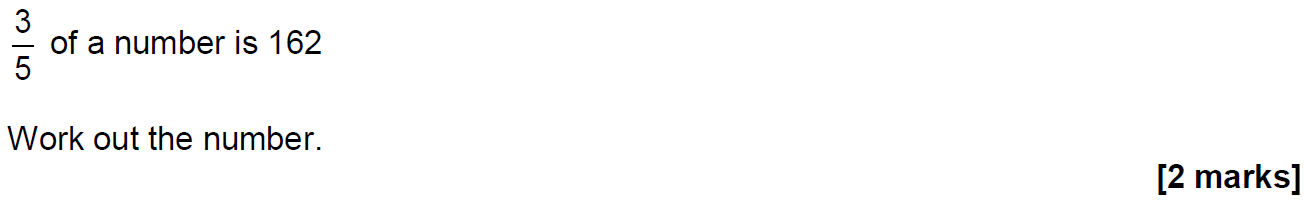 3/5 of a number is 162
Work out the number.
[2 marks]